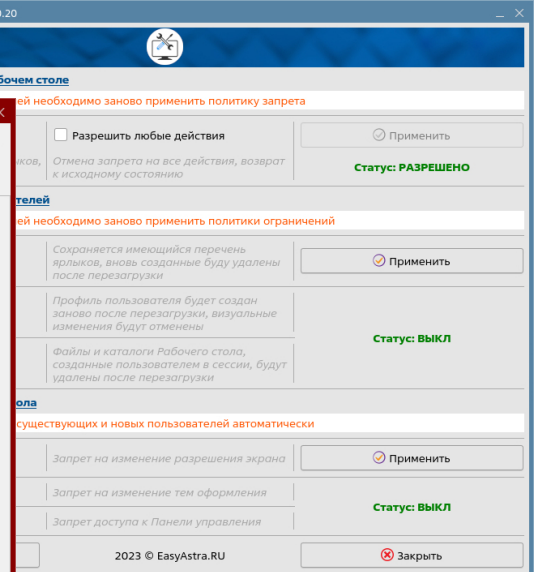 0.20
бочем столе
ей необходимо заново применить политику запрета
Разрешить любые действия
Применить
ыков,
Отмена запрета на все действия, возврат
к исходному состоянию
Статус: РАЗРЕШЕНО
телей
ей необходимо заново применить политики ограничений
Сохраняется имеющийся перечень
ярлыков, вновь созданные буду удалены
после перезагрузки
Применить
Профиль пользователя будет создан
заново после перезагрузки, визуальные
изменения будут отменены
Статус: ВЫКЛ
Файлы и каталоги Рабочего стола,
созданные пользователем в сессии, будут
удалены после перезагрузки
ола
существующих и новых пользователей автоматически
Запрет на изменение разрешения экрано
Применить
Запрет на изменение тем оформления
Статус: ВЫКЛ
Запрет доступа к Панели управления
2023 © EasyAstra.RU
Закрыть